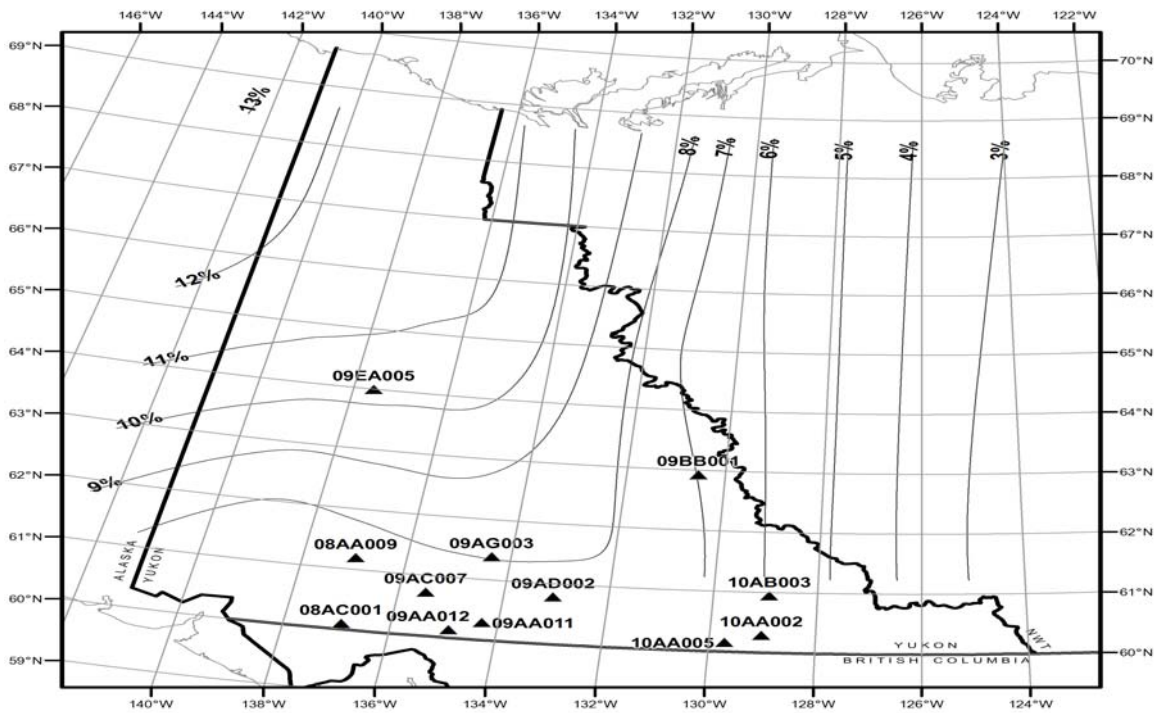 146°W 142°W 140°W 138°W 136°W 134°W 132°W 130°W 128°W 126°W 124°W 122°W
69°N
70°N
13%
68°N
69°N
8% 7% 6% 5% 4% 3%
67°N
68°N
66°N
67°N
12%
65°N
66°N
11%
64°N
65°N
09EA005
63°N
64°N
10%
62°N
63°N
9%
09BB001
61°N
62°N
ALASKA
YUKON
08AA009
09AG003
60°N
61°N
09AC007
09AD002
10AB003
08AC001
09AA012
09AA011
10AA002
10AA005
YUKON
NWT
59°N
60°N
BRITISH COLUMBIA
140°W 138°W 136°W 134°W 132°W 130°W 128°W 126°W 124°W